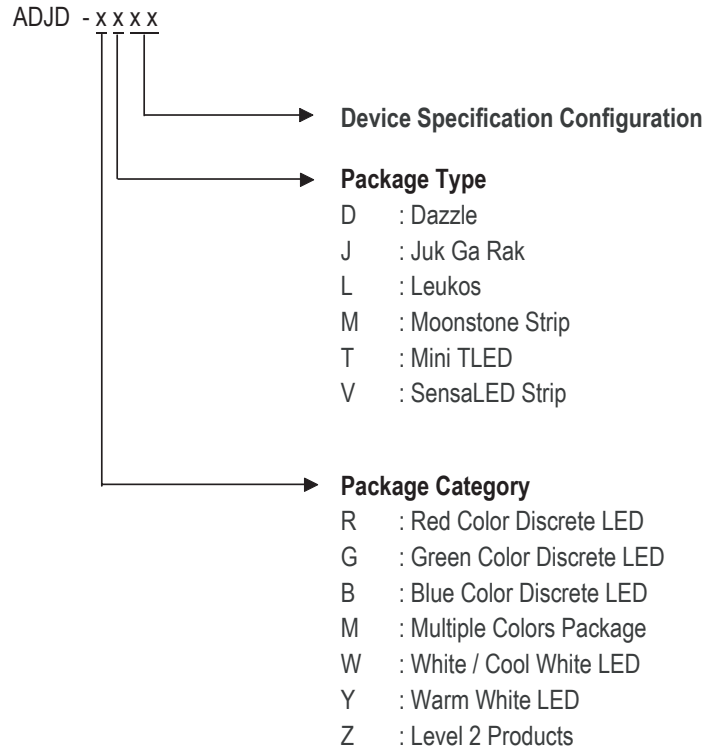 ADJD - x x x x
Device Specification Configuration
Package Type
D : Dazzle
J : Juk Ga Rak
L : Leukos
M : Moonstone Strip
T : Mini TLED
V : SensaLED Strip
Package Category
R : Red Color Discrete LED
G : Green Color Discrete LED
B : Blue Color Discrete LED
M : Multiple Colors Package
W : White / Cool White LED
Y : Warm White LED
Z : Level 2 Products